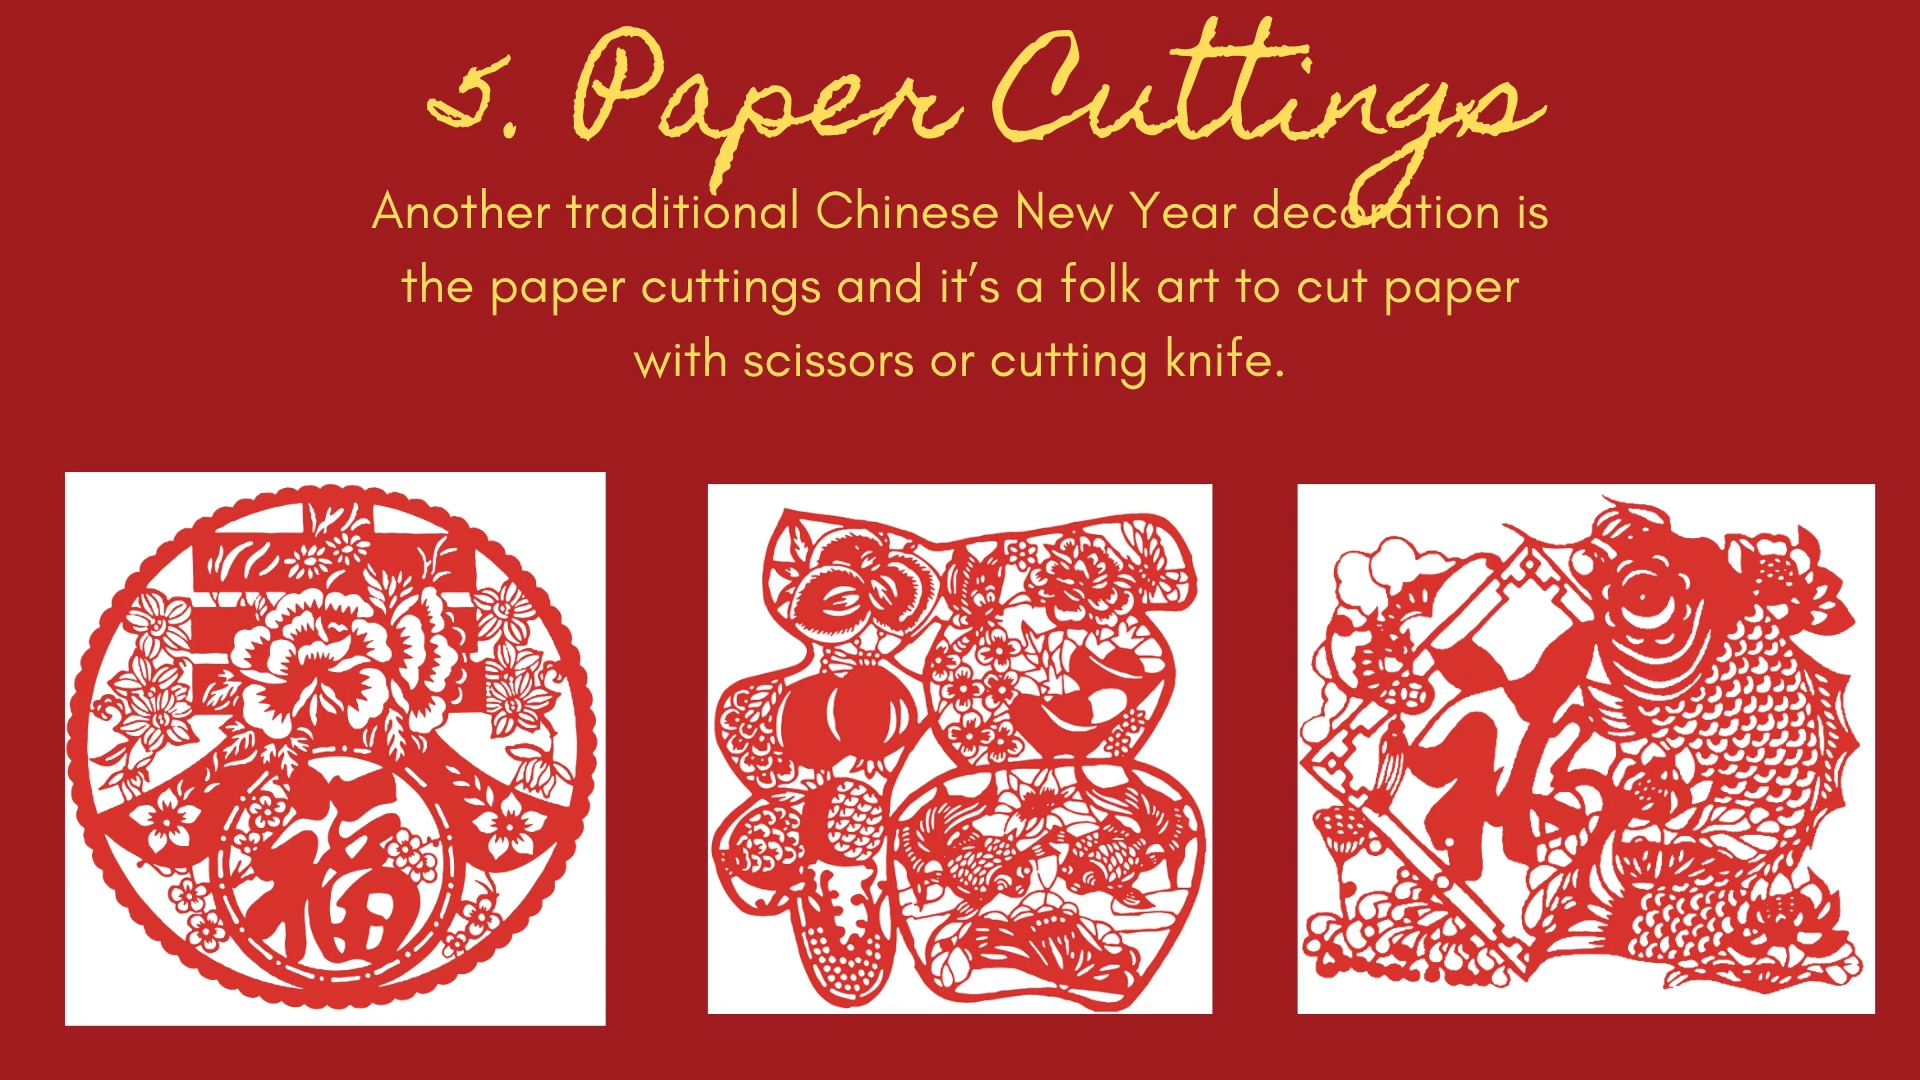 5. Paper Cuttings
Another traditional Chinese New Year decoration is
the paper cuttings and it's a folk art to cut paper
with scissors or cutting knife.
春
福
福
福